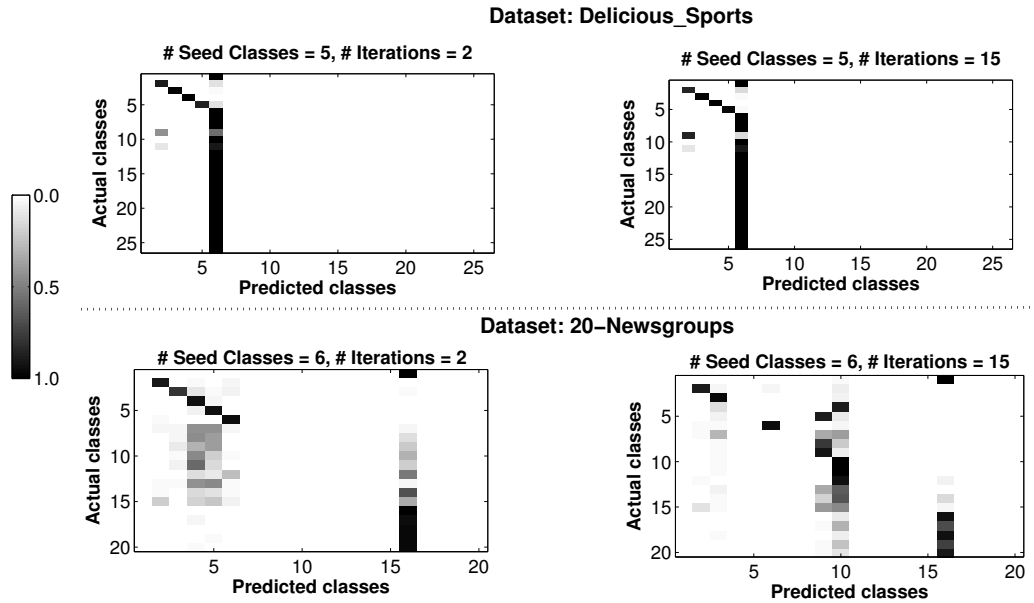 Dataset: Delicious_Sports
# Seed Classes = 5, # Iterations = 2
# Seed Classes = 5, # Iterations = 15
Actual classes
5
10
15
20
25
5
10
15
20
25
Predicted classes
Actual classes
5
10
15
20
25
5
10
15
20
25
Predicted classes
0.0
0.5
1.0
Dataset: 20−Newsgroups
# Seed Classes = 6, # Iterations = 2
# Seed Classes = 6, # Iterations = 15
Actual classes
5
10
15
20
5
10
15
20
Predicted classes
Actual classes
5
10
15
20
5
10
15
20
Predicted classes